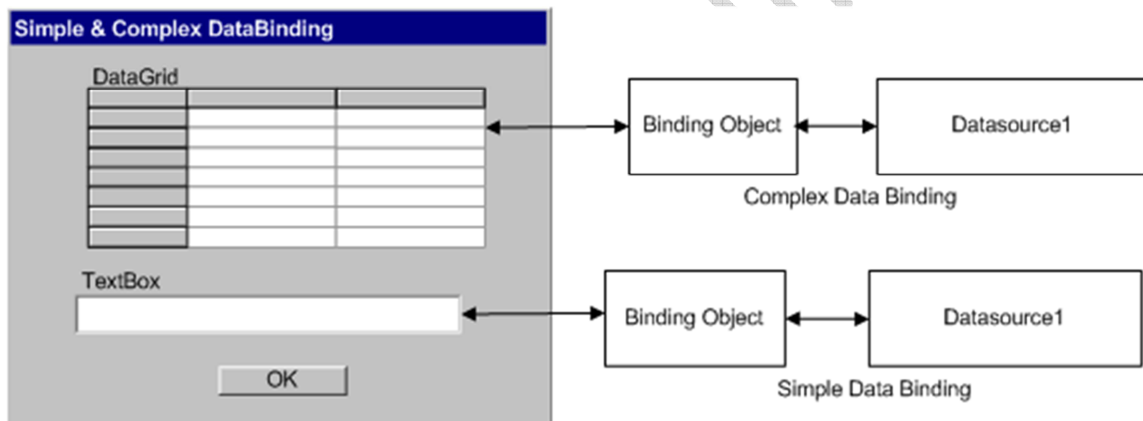 Simple & Complex DataBinding
DataGrid
Binding Object
Datasource1
Complex Data Binding
TextBox
Binding Object
Datasource1
Simple Data Binding
OK